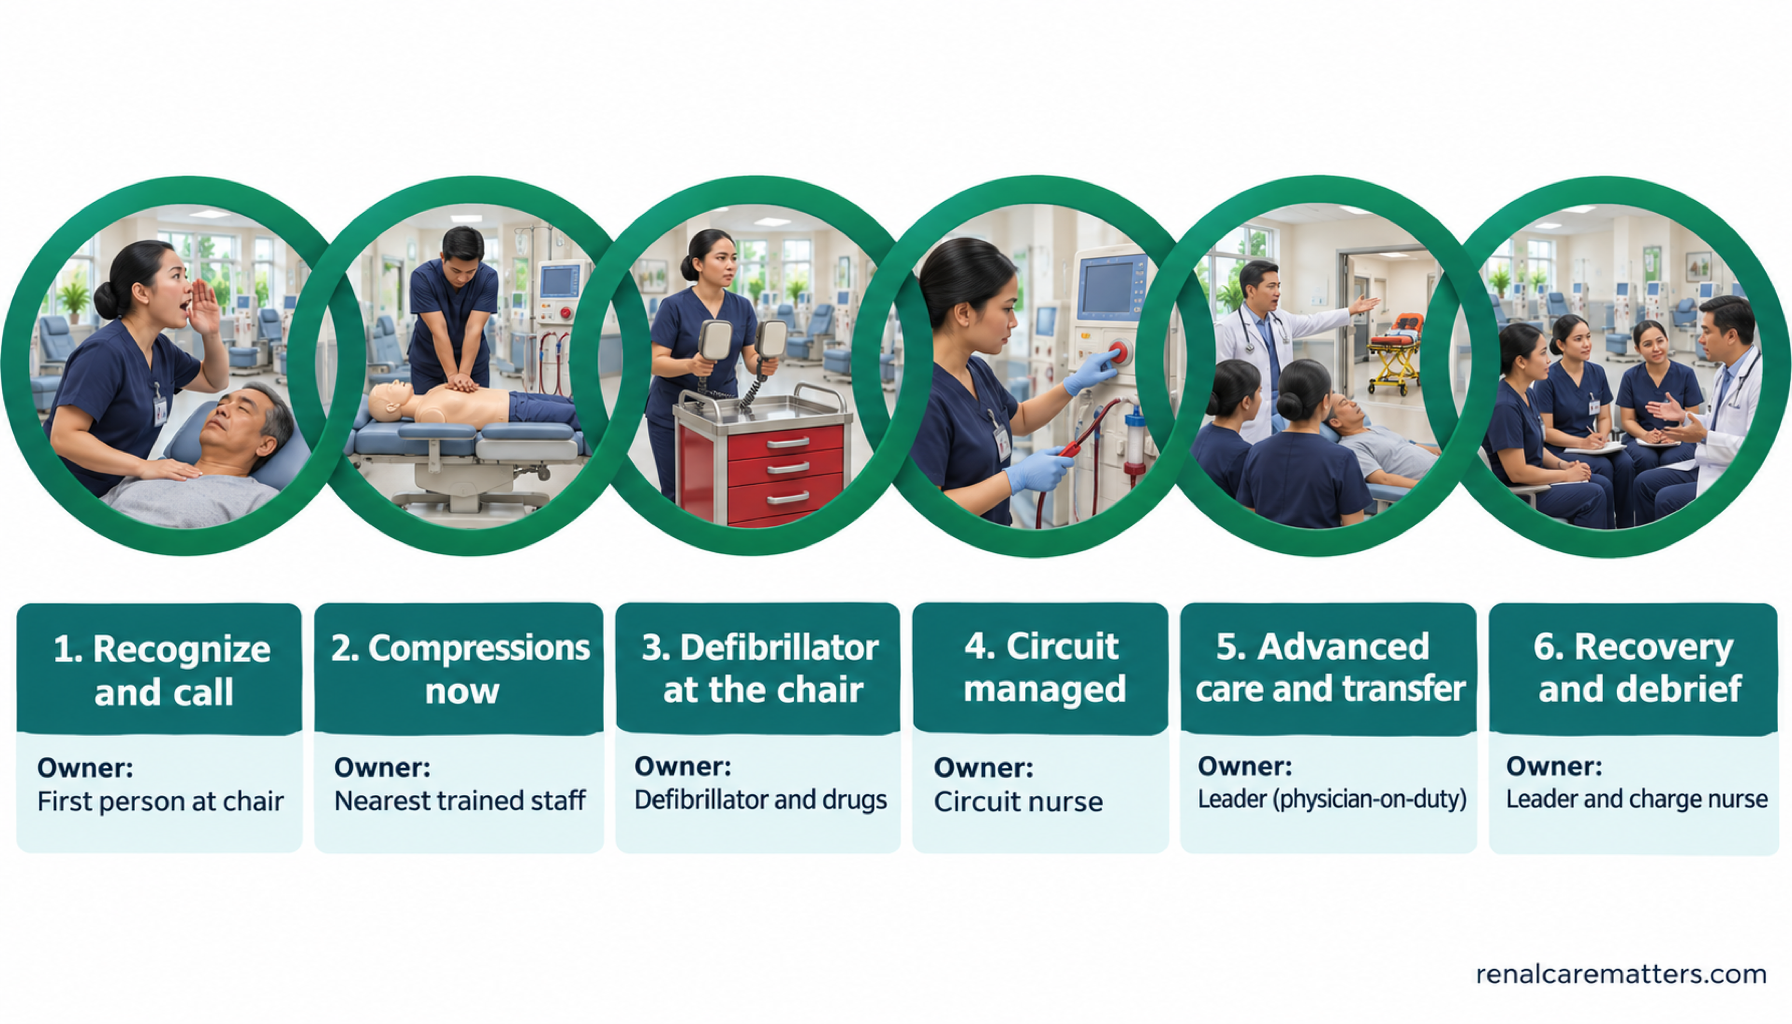 1. Recognize
and call
Owner:
First person at chair
2. Compressions
now
Owner:
Nearest trained staff
3. Defibrillator
at the chair
Owner:
Defibrillator and drugs
4. Circuit
managed
Owner:
Circuit nurse
5. Advanced
care and transfer
Owner:
Leader (physician-on-duty)
6. Recovery
and debrief
Owner:
Leader and charge nurse
renalcarematters.com